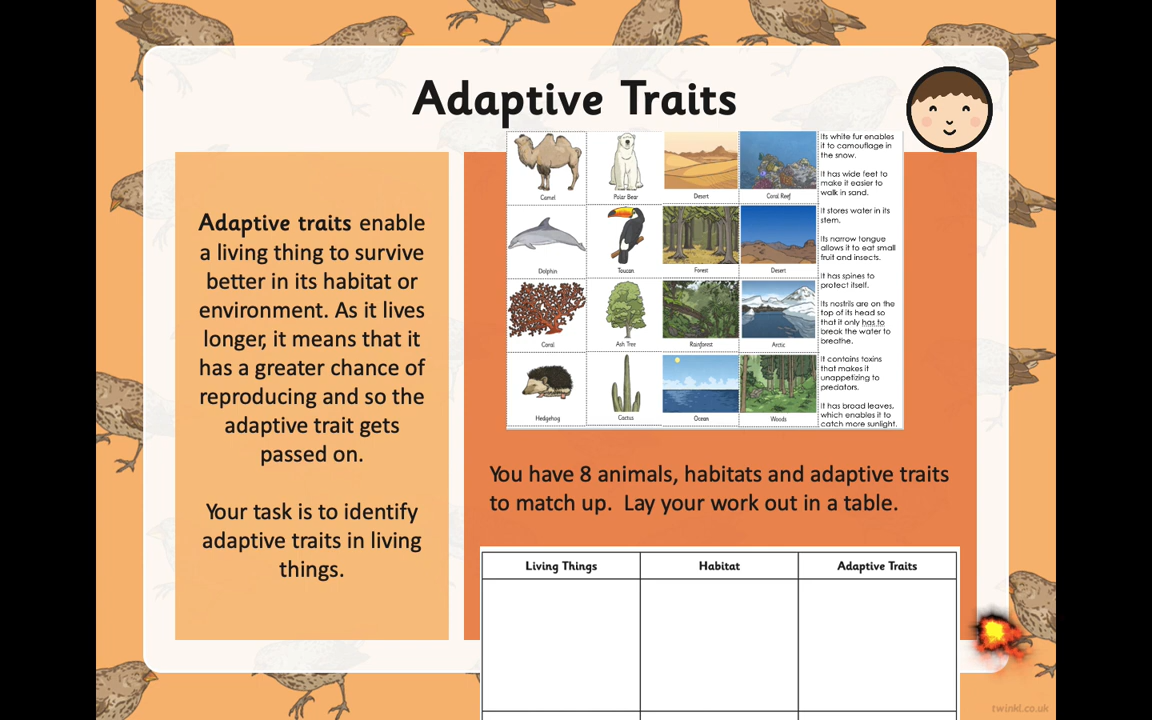 Adaptive Traits
Adaptive traits enable
a living thing to survive
better in its habitat or
environment. As it lives
longer, it means that it
has a greater chance of
reproducing and so the
adaptive trait gets
passed on.
Your task is to identify
adaptive traits in living
things.
Camel
Polar Bear
Desert
Coral Reef
Dolphin
Toucan
Forest
Desert
Coral
Ash Tree
Rainforest
Arctic
Hedgehog
Cactus
Ocean
Woods
Its white fur enables
it to camouflage in
the snow.
It has wide feet to
make it easier to
walk in sand.
It stores water in its
stem.
Its narrow tongue
allows it to eat small
fruit and insects.
It has spines to
protect itself.
Its nostrils are on the
top of its head so
that it only has to
break the water to
breathe.
It contains toxins
that makes it
unappetizing to
predators.
It has broad leaves,
which enables it to
catch more sunlight.
You have 8 animals, habitats and adaptive traits
to match up.  Lay your work out in a table.
Living Things
Habitat
Adaptive Traits
twinkl.co.uk